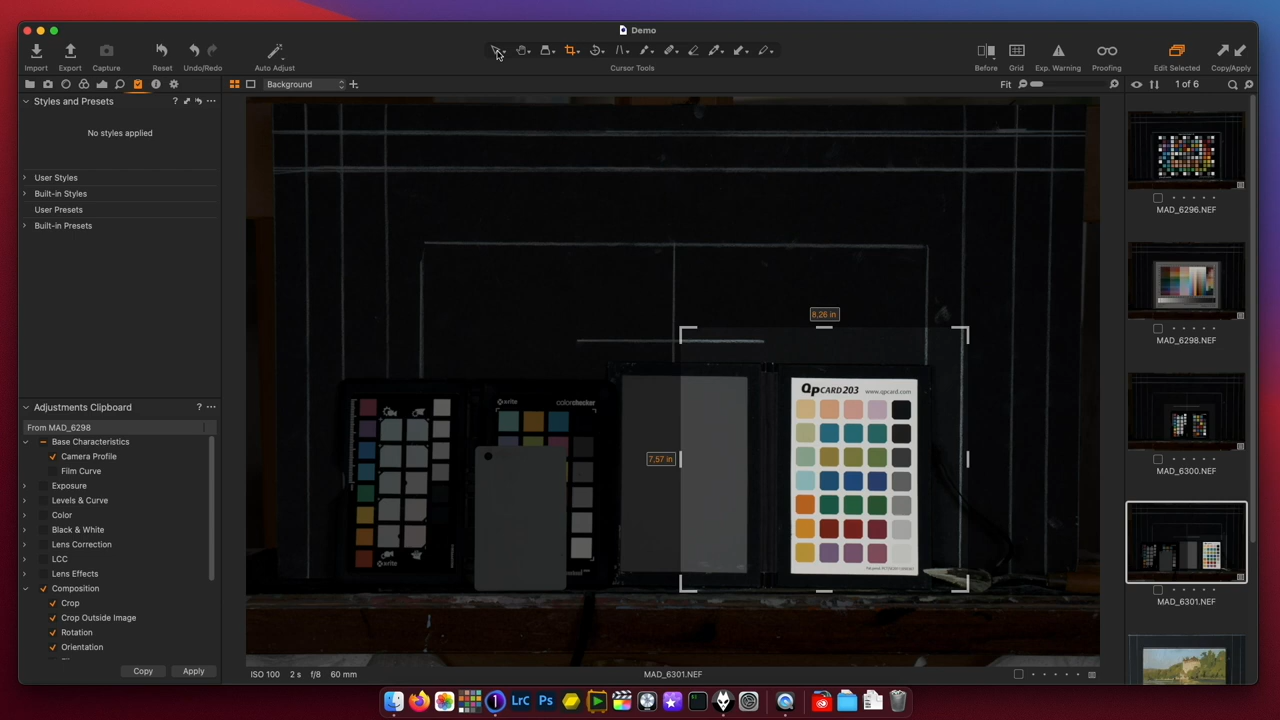 Demo
Import
Export
Capture
Reset
Undo/Redo
Auto Adjust
Cursor Tools
Before
Grid
Exp. Warning
Proofing
Edit Selected
Copy/Apply
Background
Fit
1 of 6
Styles and Presets
?
No styles applied
User Styles
Built-in Styles
User Presets
Built-in Presets
Adjustments Clipboard
?
From MAD_6298
Base Characteristics
Camera Profile
Film Curve
Exposure
Levels & Curve
Color
Black & White
Lens Correction
LCC
Lens Effects
Composition
Crop
Crop Outside Image
Rotation
Orientation
Copy
Apply
8,26 in
7,57 in
x-rite
colorchecker
QPCARD 203
www.qpcard.com
x-rite
x-rite
ISO 100
2 s
f/8
60 mm
MAD_6301.NEF
MAD_6296.NEF
MAD_6298.NEF
MAD_6300.NEF
MAD_6301.NEF
1
LrC
Ps